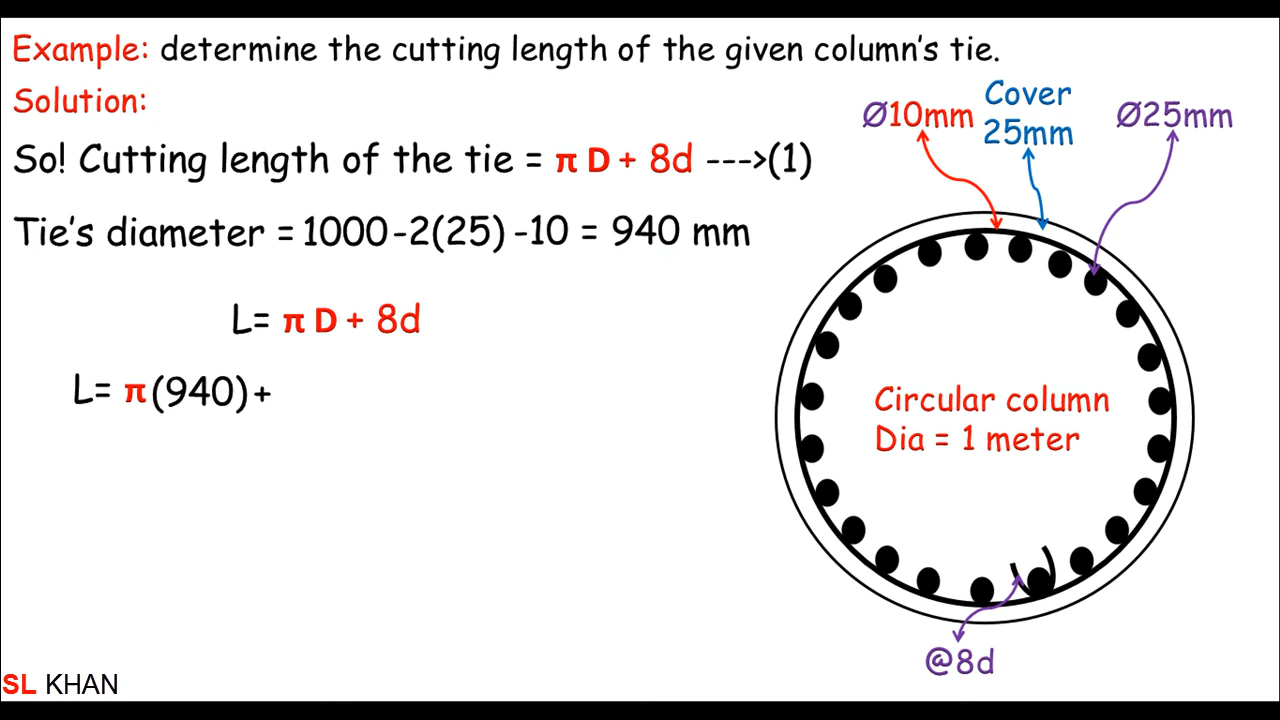 Example: determine the cutting length of the given column's tie.
Solution:
So! Cutting length of the tie = π D + 8d --->(1)
Tie's diameter = 1000 -2(25) -10 = 940 mm
L= π D + 8d
L= π (940) +
Ø10mm
Cover
25mm
Ø25mm
Circular column
Dia = 1 meter
@8d
SL KHAN